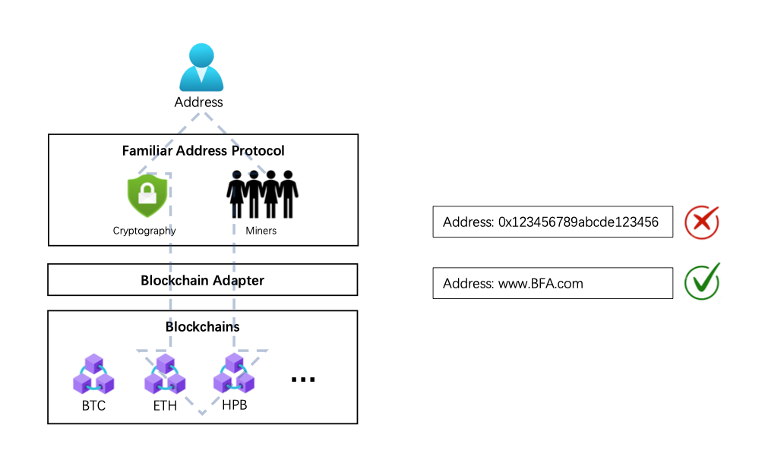 Address
Familiar Address Protocol
Cryptography
Miners
Blockchain Adapter
Blockchains
BTC
ETH
HPB
...
Address: 0x123456789abcde123456
Address: www.BFA.com